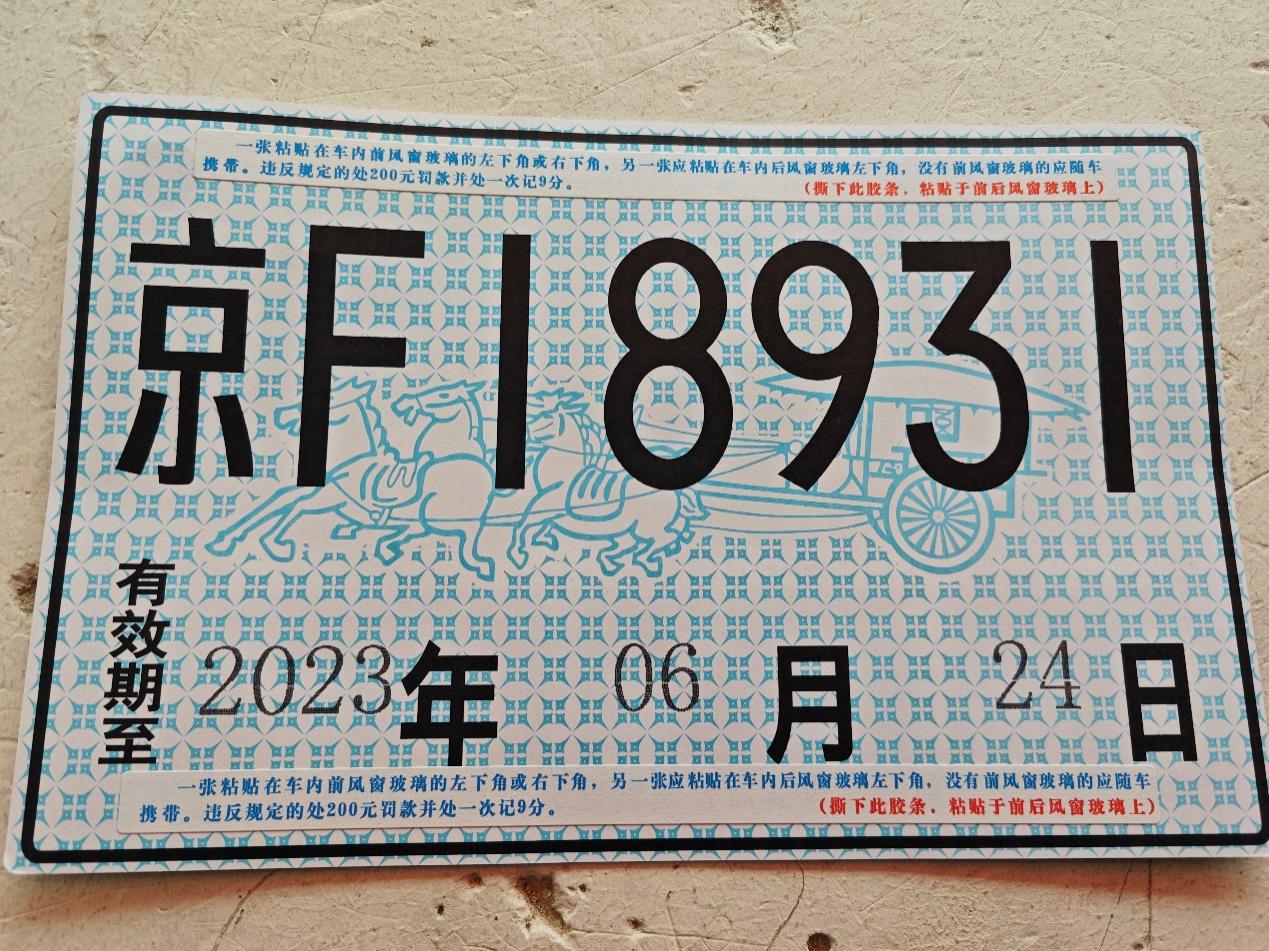 一张粘贴在车内前风窗玻璃的左下角或右下角，另一张应粘贴在车内后风窗玻璃左下角，没有前风窗玻璃的应随车
携带。违反规定的处200元罚款并处一次记9分。
（撕下此胶条、粘贴于前后风窗玻璃上）
京F18931
有效期至 2023年 06月 24日
一张粘贴在车内前风窗玻璃的左下角或右下角，另一张应粘贴在车内后风窗玻璃左下角，没有前风窗玻璃的应随车
携带。违反规定的处200元罚款并处一次记9分。
（撕下此胶条、粘贴于前后风窗玻璃上）